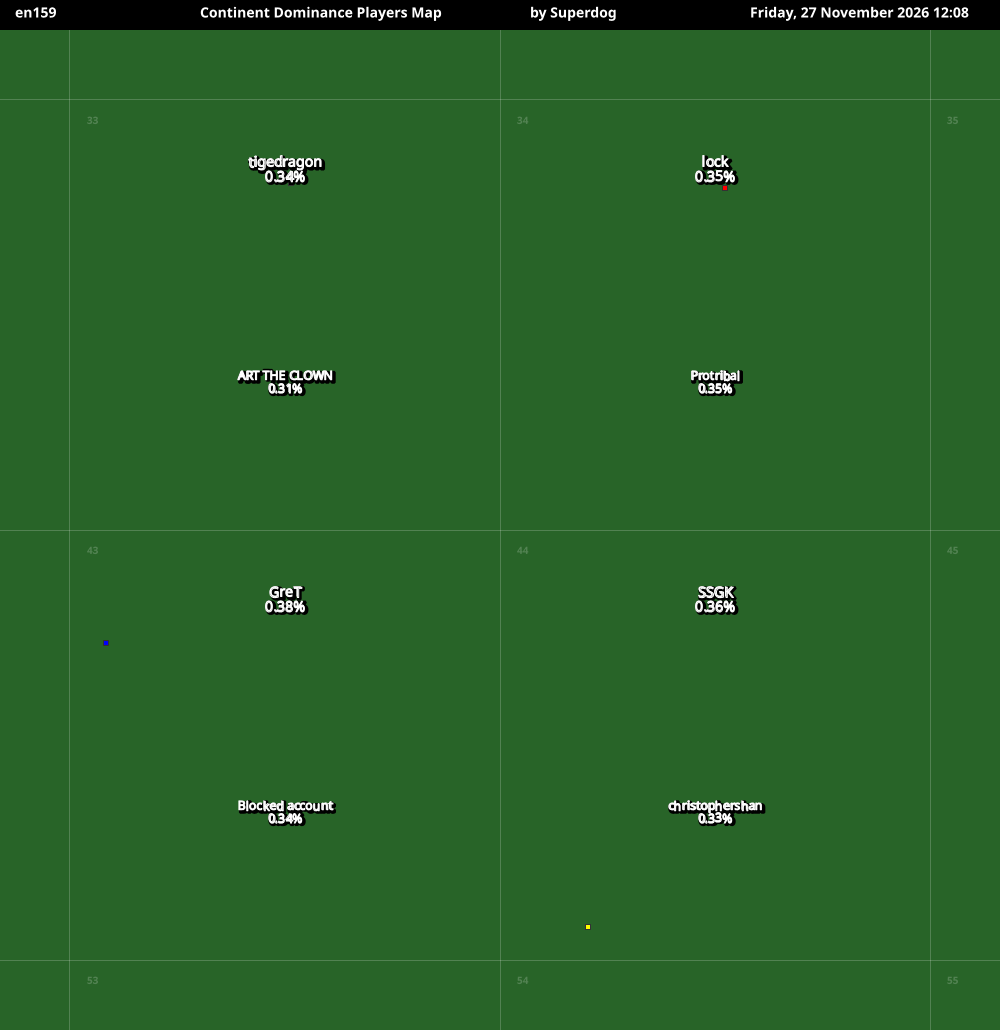 en159 Continent Dominance Players Map by Superdog Friday, 27 November 2026 12:08
33 34 35
tigedragon lock
0.34% 0.35%
ART THE CLOWN Protribal
0.31% 0.35%
43 44 45
GreT SSGK
0.38% 0.36%
Blocked account christophershan
0.34% 0.33%
53 54 55